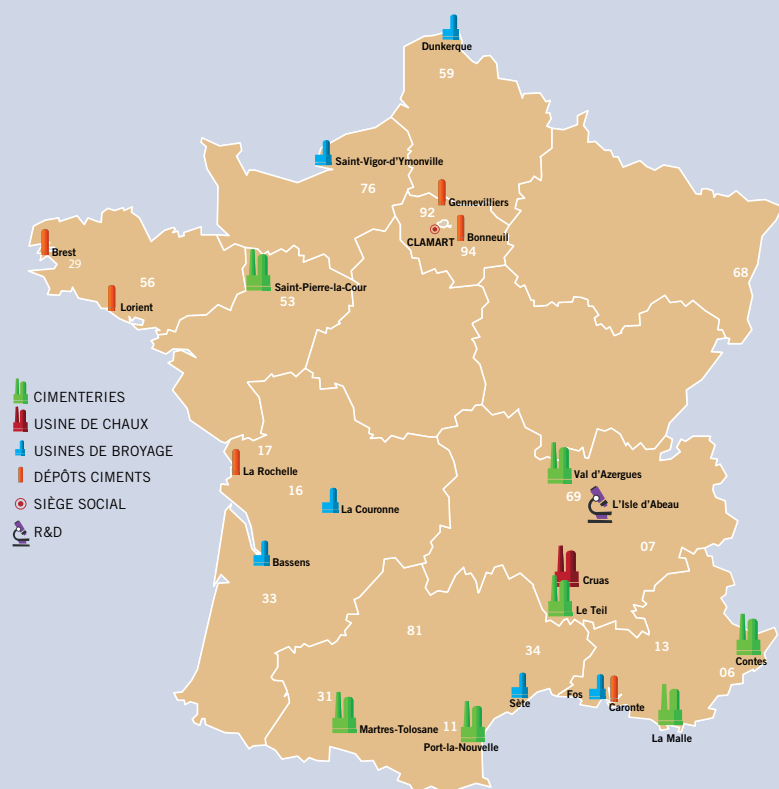 Dunkerque
59
Saint-Vigor-d'Ymonville
76
Gennevilliers
92
CLAMART
Bonneuil
94
Brest
29
56
Lorient
Saint-Pierre-la-Cour
53
68
CIMENTERIES
USINE DE CHAUX
USINES DE BROYAGE
DÉPÔTS CIMENTS
SIÈGE SOCIAL
R&D
17
La Rochelle
16
La Couronne
Bassens
33
Val d'Azergues
69
L'Isle d'Abeau
07
Cruas
Le Teil
81
34
13
Contes
06
31
Martres-Tolosane
11
Port-la-Nouvelle
Sète
Fos
Caronte
La Malle